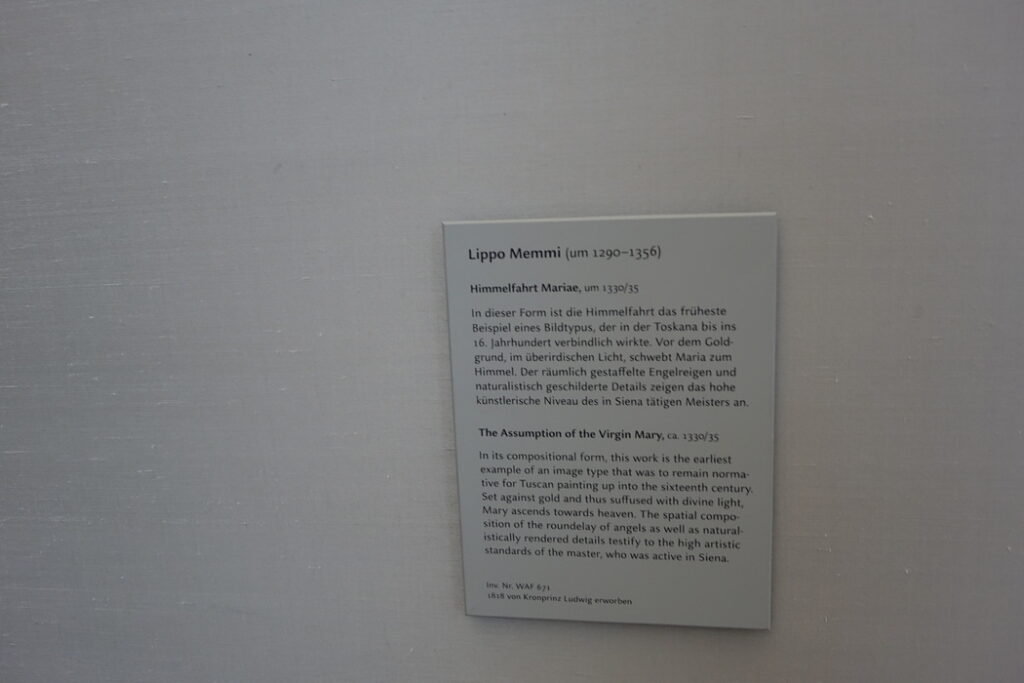 Lippo Memmi (um 1290–1356)
Himmelfahrt Mariae, um 1330/35
In dieser Form ist die Himmelfahrt das früheste
Beispiel eines Bildtypus, der in der Toskana bis ins
16. Jahrhundert verbindlich wirkte. Vor dem Gold-
grund, im überirdischen Licht, schwebt Maria zum
Himmel. Der räumlich gestaffelte Engelreigen und
naturalistisch geschilderte Details zeigen das hohe
künstlerische Niveau des in Siena tätigen Meisters an.
The Assumption of the Virgin Mary, ca. 1330/35
In its compositional form, this work is the earliest
example of an image type that was to remain norma-
tive for Tuscan painting up into the sixteenth century.
Set against gold and thus suffused with divine light,
Mary ascends towards heaven. The spatial compo-
sition of the roundelay of angels as well as natural-
istically rendered details testify to the high artistic
standards of the master, who was active in Siena.
Inv. Nr. WAF 671
1818 von Kronprinz Ludwig erworben